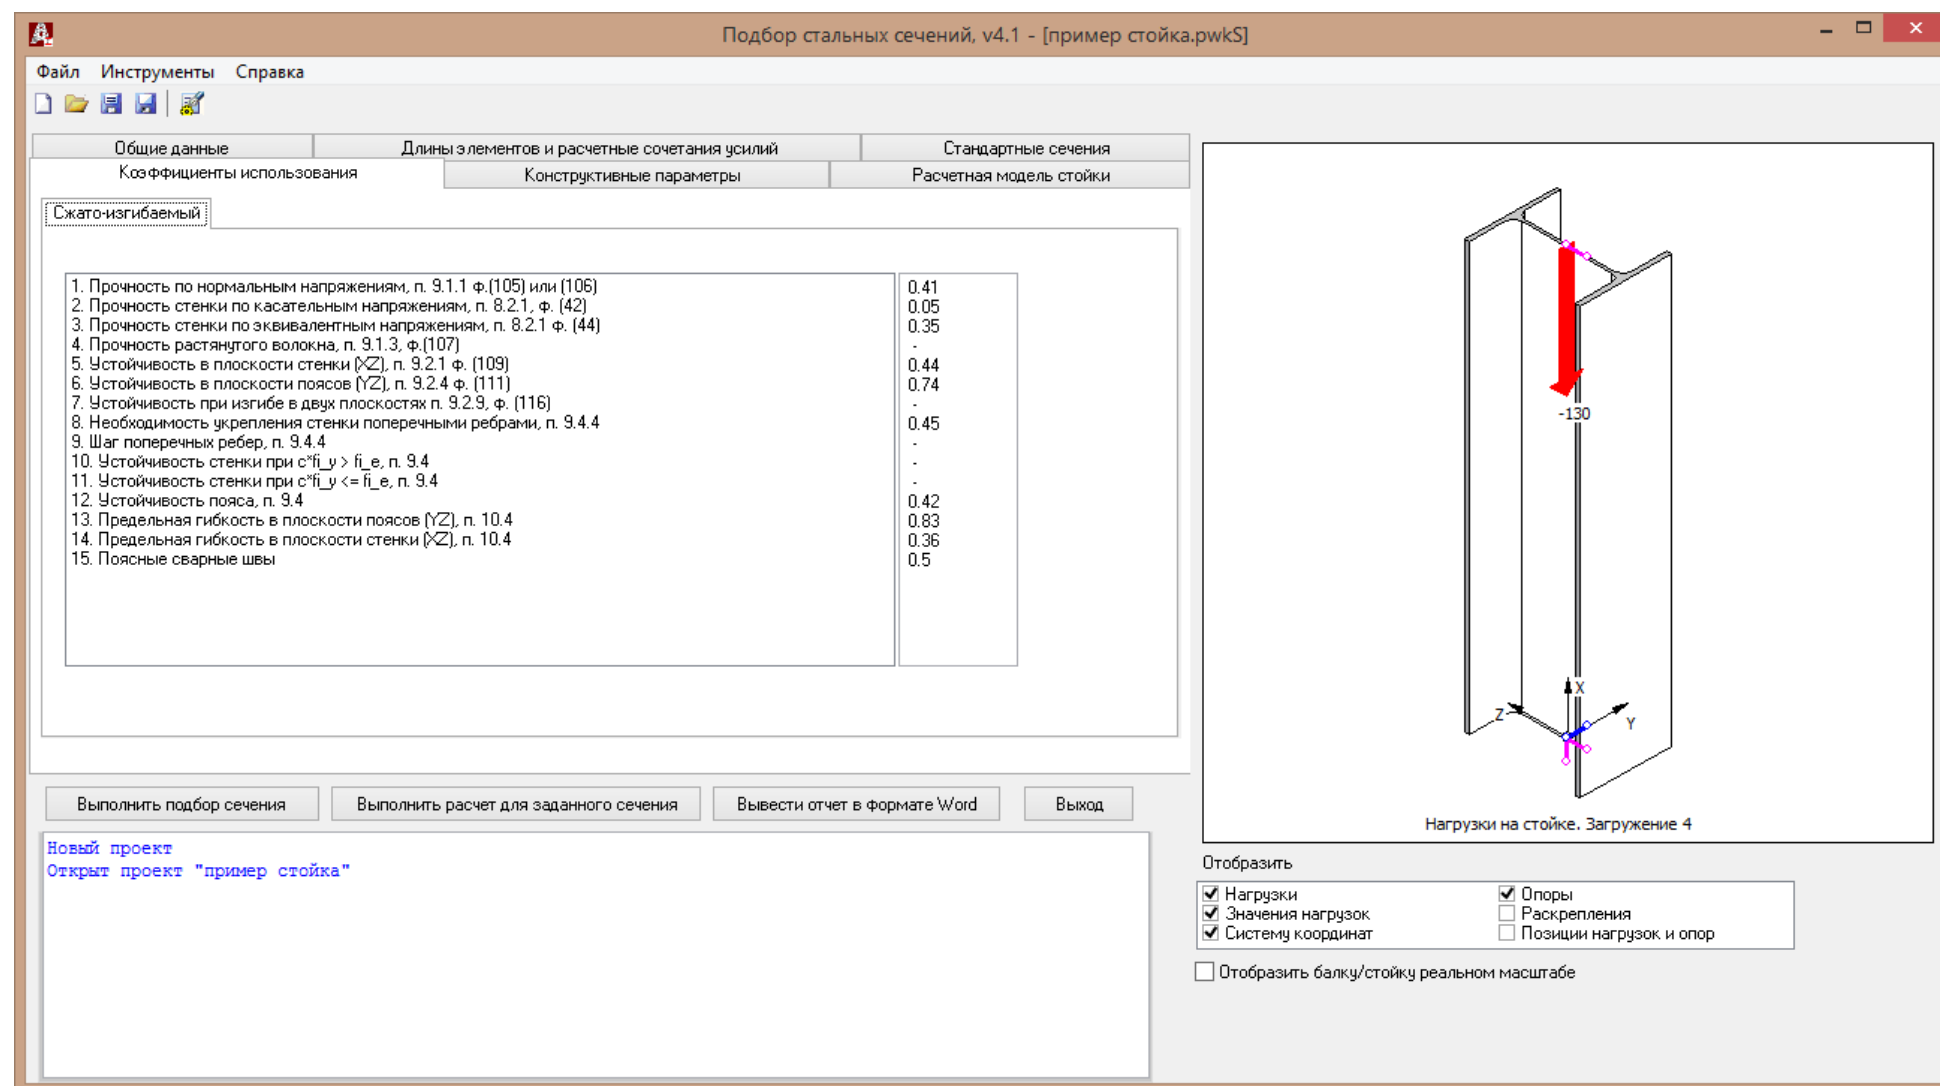 Подбор стальных сечений, v4.1 - [пример стойка.pwkS]
Файл Инструменты Справка
Общие данные Длины элементов и расчетные сочетания усилий Стандартные сечения
Коэффициенты использования Конструктивные параметры Расчетная модель стойки
Сжато-изгибаемый
1. Прочность по нормальным напряжениям, п. 9.1.1 ф.(105) или (106) 0.41
2. Прочность стенки по касательным напряжениям, п. 8.2.1, ф. (42) 0.05
3. Прочность стенки по эквивалентным напряжениям, п. 8.2.1 ф. (44) 0.35
4. Прочность растянутого волокна, п. 9.1.3, ф.(107) -
5. Устойчивость в плоскости стенки (XZ), п. 9.2.1 ф. (109) 0.44
6. Устойчивость в плоскости поясов (YZ), п. 9.2.4 ф. (111) 0.74
7. Устойчивость при изгибе в двух плоскостях п. 9.2.9, ф. (116) -
8. Необходимость укрепления стенки поперечными ребрами, п. 9.4.4 0.45
9. Шаг поперечных ребер, п. 9.4.4 -
10. Устойчивость стенки при c*fi_y > fi_e, п. 9.4 -
11. Устойчивость стенки при c*fi_y <= fi_e, п. 9.4 -
12. Устойчивость пояса, п. 9.4 0.42
13. Предельная гибкость в плоскости поясов (YZ), п. 10.4 0.83
14. Предельная гибкость в плоскости стенки (XZ), п. 10.4 0.36
15. Поясные сварные швы 0.5
Выполнить подбор сечения Выполнить расчет для заданного сечения Вывести отчет в формате Word Выход
Новый проект
Открыт проект "пример стойка"
-130
X
Z
Y
Нагрузки на стойке. Загружение 4
Отобразить
Нагрузки Опоры
Значения нагрузок Раскрепления
Систему координат Позиции нагрузок и опор
Отобразить балку/стойку реальном масштабе